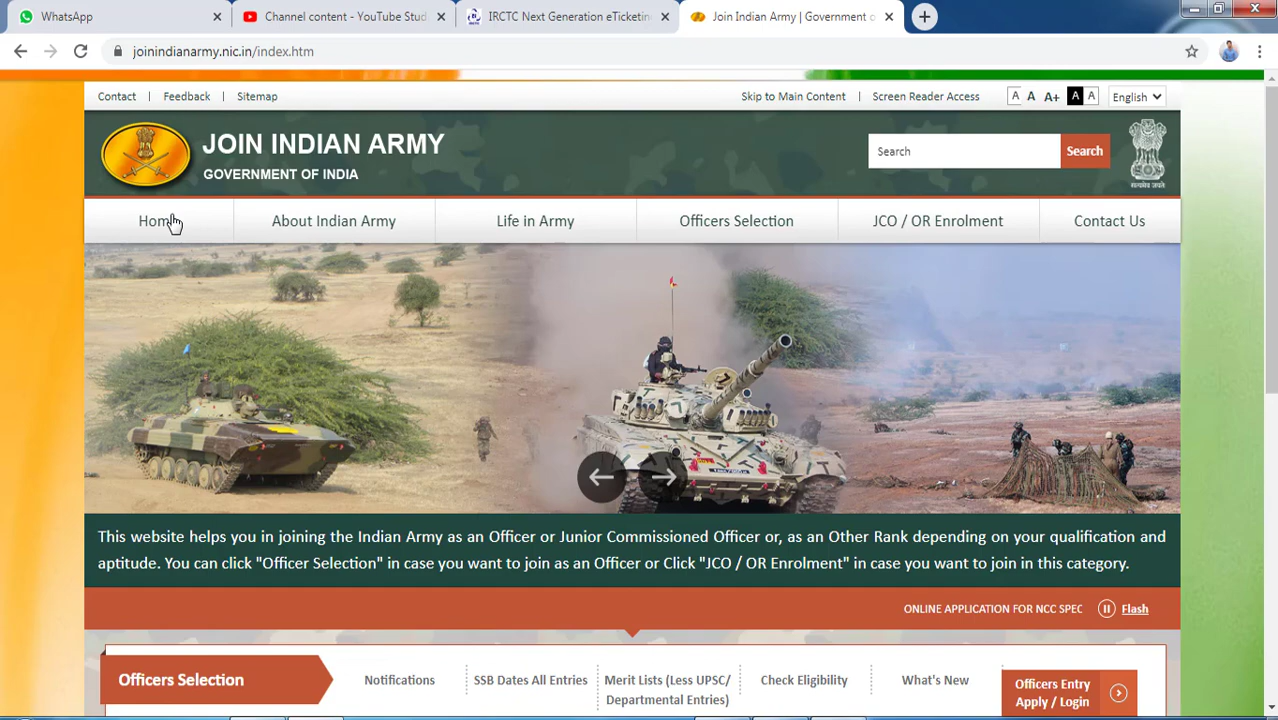 WhatsApp
Channel content - YouTube Stud
IRCTC Next Generation eTicketin
Join Indian Army | Government o
joinindianarmy.nic.in/index.htm
Contact | Feedback | Sitemap
Skip to Main Content | Screen Reader Access
A A A+ A A
English
JOIN INDIAN ARMY
GOVERNMENT OF INDIA
Search
Search
सत्यमेव जयते
Home
About Indian Army
Life in Army
Officers Selection
JCO / OR Enrolment
Contact Us
This website helps you in joining the Indian Army as an Officer or Junior Commissioned Officer or, as an Other Rank depending on your qualification and
aptitude. You can click "Officer Selection" in case you want to join as an Officer or Click "JCO / OR Enrolment" in case you want to join in this category.
ONLINE APPLICATION FOR NCC SPEC
Flash
Officers Selection
Notifications
SSB Dates All Entries
Merit Lists (Less UPSC/
Departmental Entries)
Check Eligibility
What's New
Officers Entry
Apply / Login